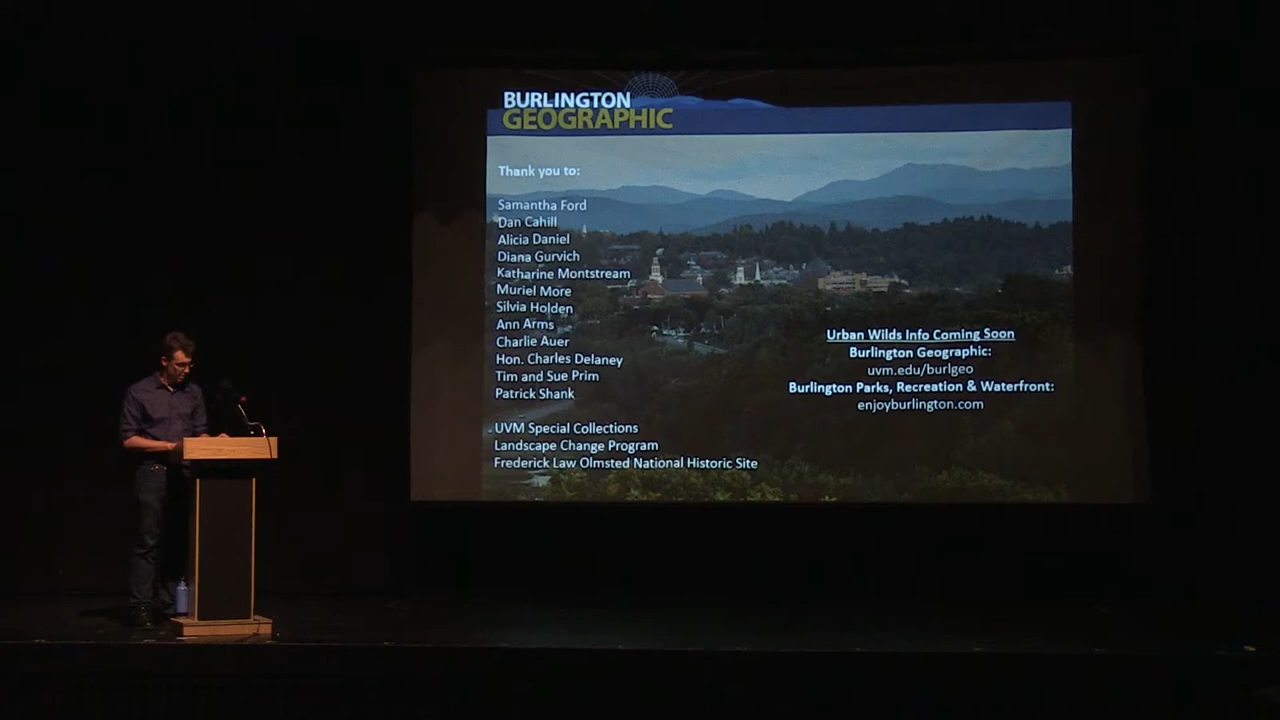 BURLINGTON
GEOGRAPHIC
Thank you to:
Samantha Ford
Dan Cahill
Alicia Daniel
Diana Gurvich
Katharine Montstream
Muriel More
Silvia Holden
Ann Arms
Charlie Auer
Hon. Charles Delaney
Tim and Sue Prim
Patrick Shank
UVM Special Collections
Landscape Change Program
Frederick Law Olmsted National Historic Site
Urban Wilds Info Coming Soon
Burlington Geographic:
uvm.edu/burlgeo
Burlington Parks, Recreation & Waterfront:
enjoyburlington.com